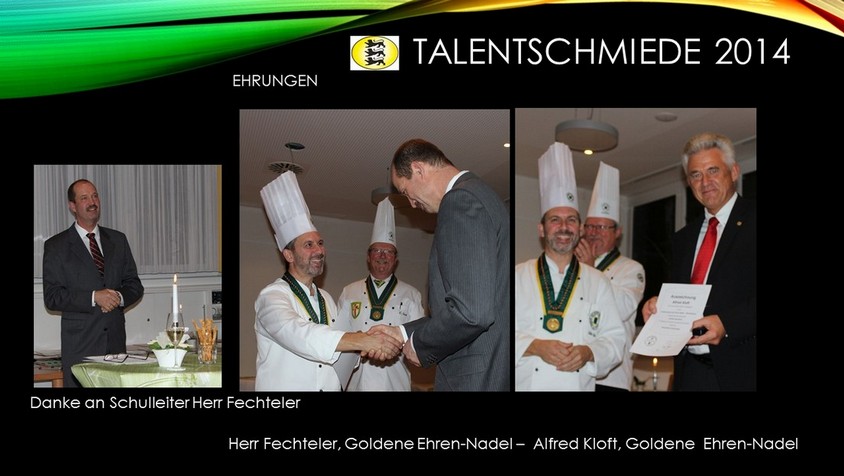 TALENTSCHMIEDE 2014
EHRUNGEN
Danke an Schulleiter Herr Fechteler
Herr Fechteler, Goldene Ehren-Nadel – Alfred Kloft, Goldene Ehren-Nadel